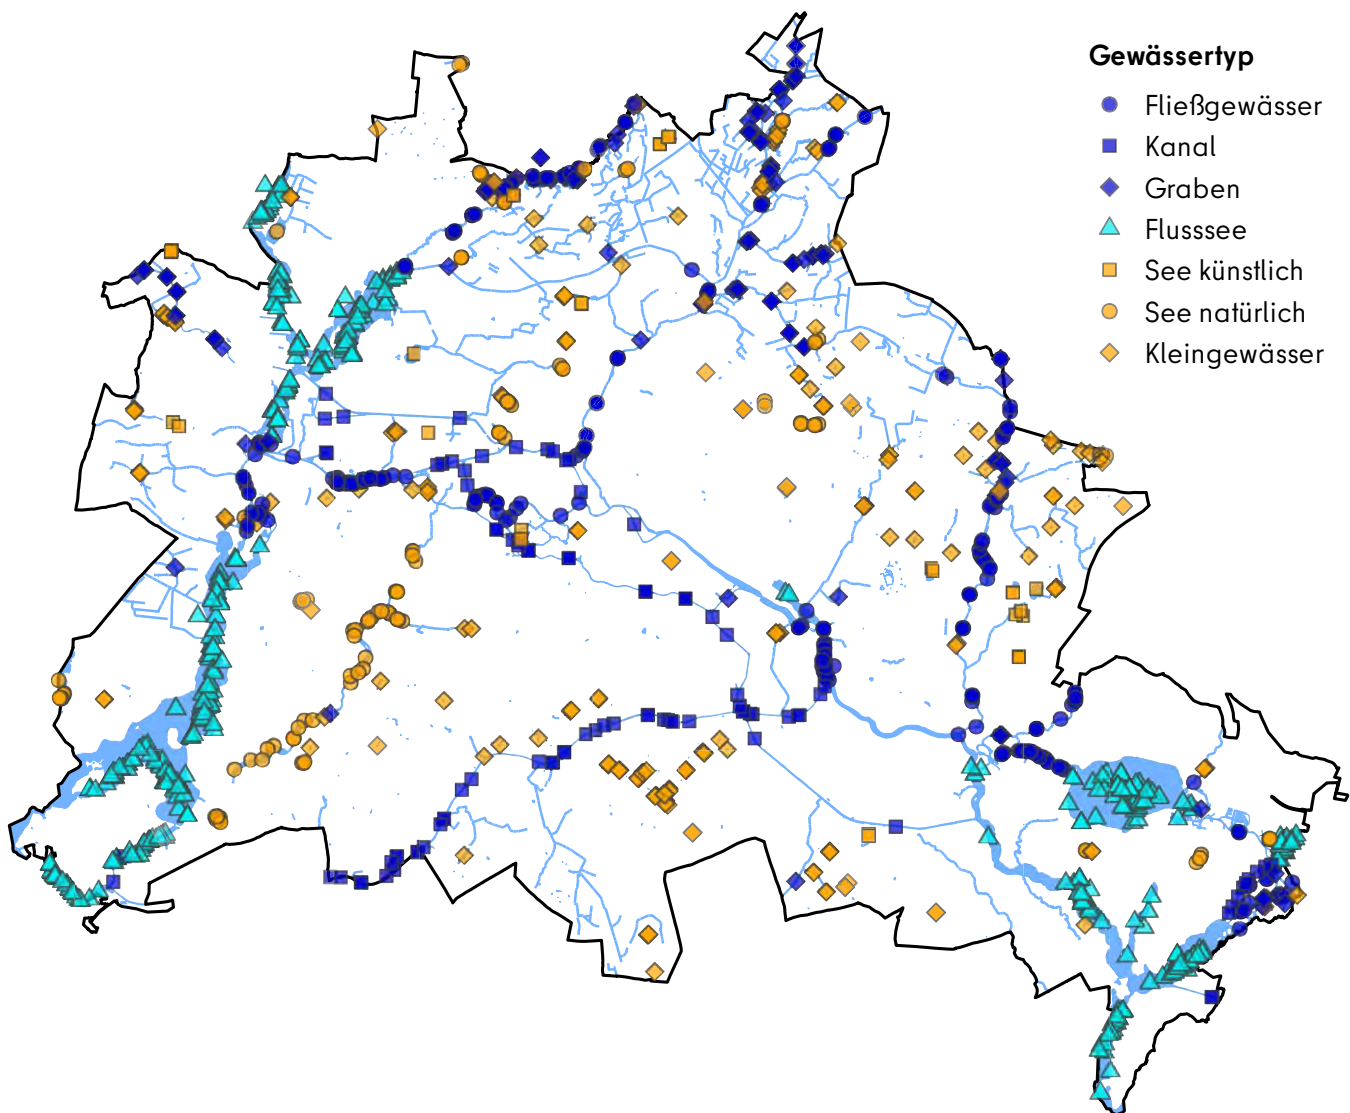 Gewässertyp
Fließgewässer
Kanal
Graben
Flusssee
See künstlich
See natürlich
Kleingewässer